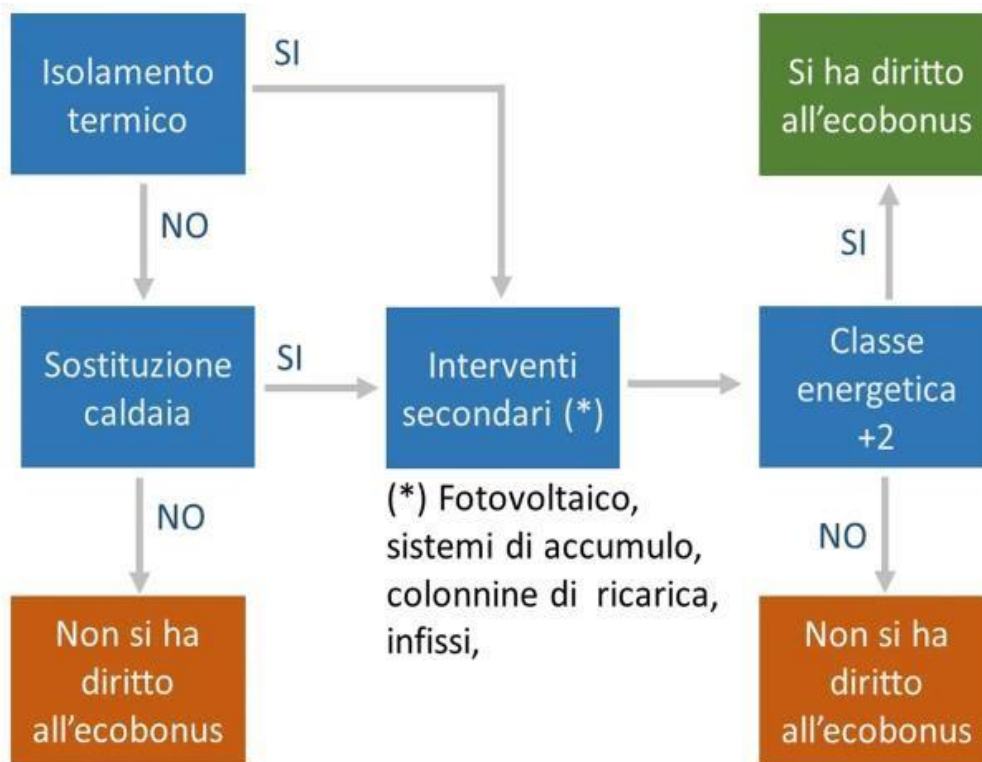 Isolamento
termico
SI
NO
Sostituzione
caldaia
SI
NO
Non si ha
diritto
all'ecobonus
Interventi
secondari (*)
(*) Fotovoltaico,
sistemi di accumulo,
colonnine di ricarica,
infissi,
Si ha diritto
all'ecobonus
SI
Classe
energetica
+2
NO
Non si ha
diritto
all'ecobonus